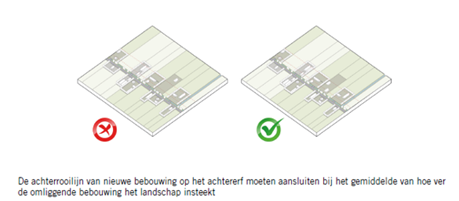 De achterrooilijn van nieuwe bebouwing op het achtererf moeten aansluiten bij het gemiddelde van hoe ver
de omliggende bebouwing het landschap insteekt